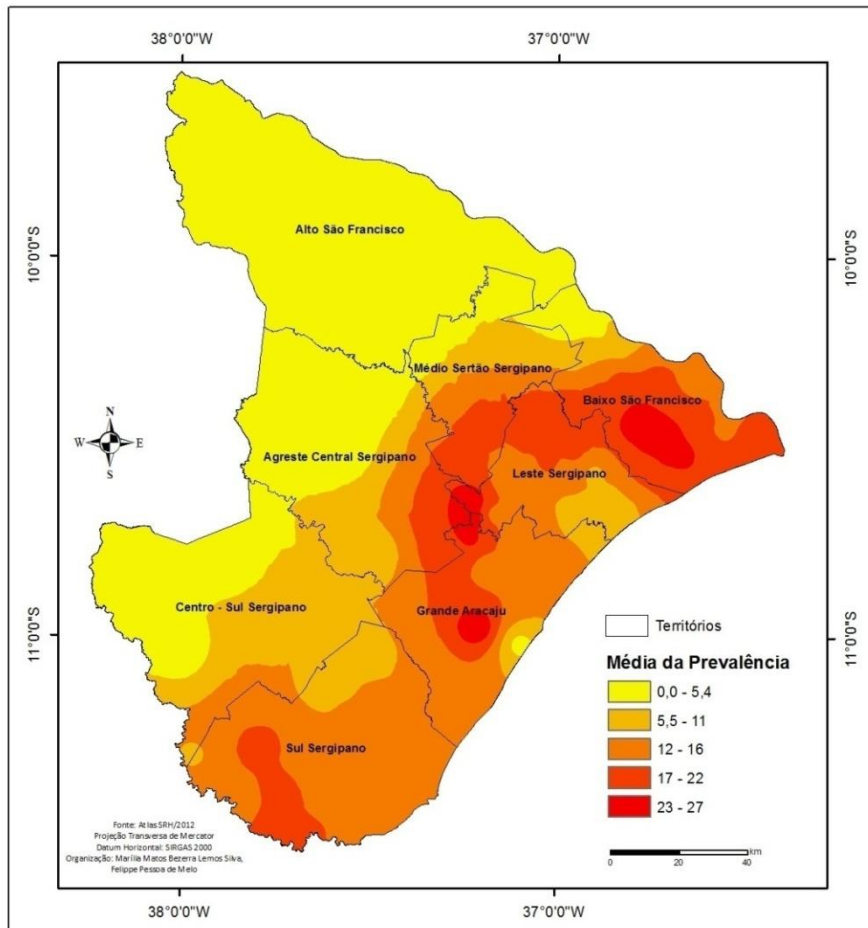 38°0'0"W 37°0'0"W
10°0'0"S 10°0'0"S
Alto São Francisco
Médio Sertão Sergipano
Baixo São Francisco
N
W E
S
Agreste Central Sergipano
Leste Sergipano
Centro - Sul Sergipano
Grande Aracaju
11°0'0"S 11°0'0"S
Sul Sergipano
Territórios
Média da Prevalência
0,0 - 5,4
5,5 - 11
12 - 16
17 - 22
23 - 27
Fonte: Atlas SRH/2012
Projeção Transversa de Mercator
Datum Horizontal: SIRGAS 2000
Organização: Marília Matos Bezerra Lemos Silva,
Felippe Pessoa de Melo
km
0 20 40
38°0'0"W 37°0'0"W